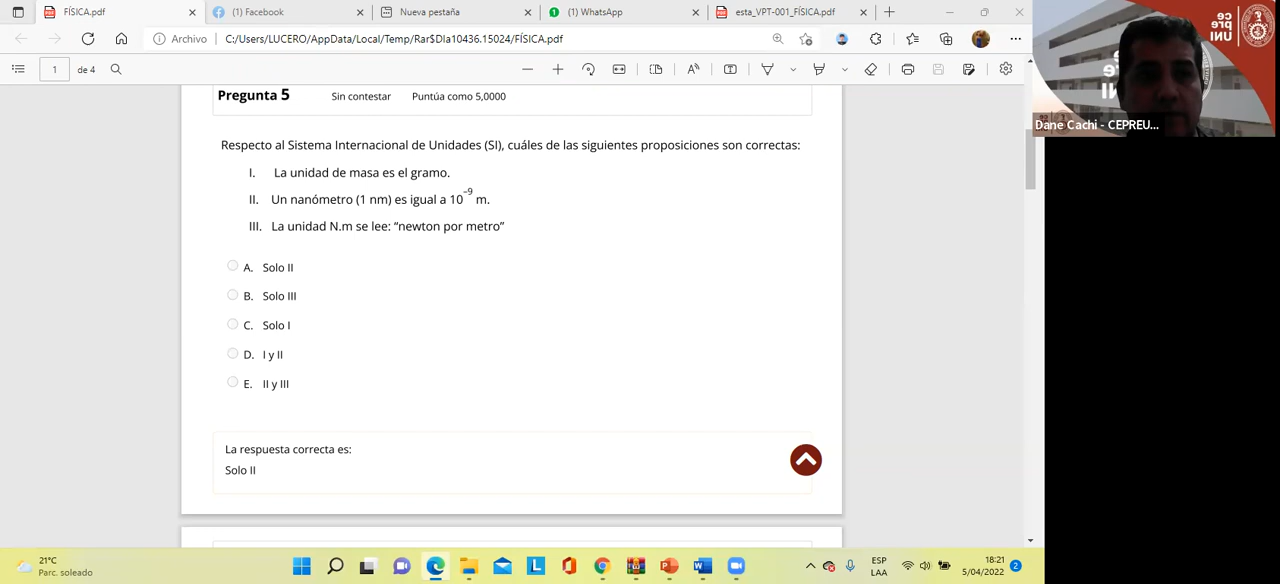 FÍSICA.pdf
(1) Facebook
Nueva pestaña
(1) WhatsApp
esta_VPT-001_FÍSICA.pdf
Archivo
C:/Users/LUCERO/AppData/Local/Temp/Rar$DIa10436.15024/FÍSICA.pdf
1
de 4
Pregunta 5
Sin contestar
Puntúa como 5,0000
Respecto al Sistema Internacional de Unidades (SI), cuáles de las siguientes proposiciones son correctas:
I. La unidad de masa es el gramo.
II. Un nanómetro (1 nm) es igual a 10⁻⁹ m.
III. La unidad N.m se lee: “newton por metro”
A. Solo II
B. Solo III
C. Solo I
D. I y II
E. II y III
La respuesta correcta es:
Solo II
Dane Cachi - CEPREU...
ce
pre
UNI
21°C
Parc. soleado
ESP
LAA
18:21
5/04/2022
2